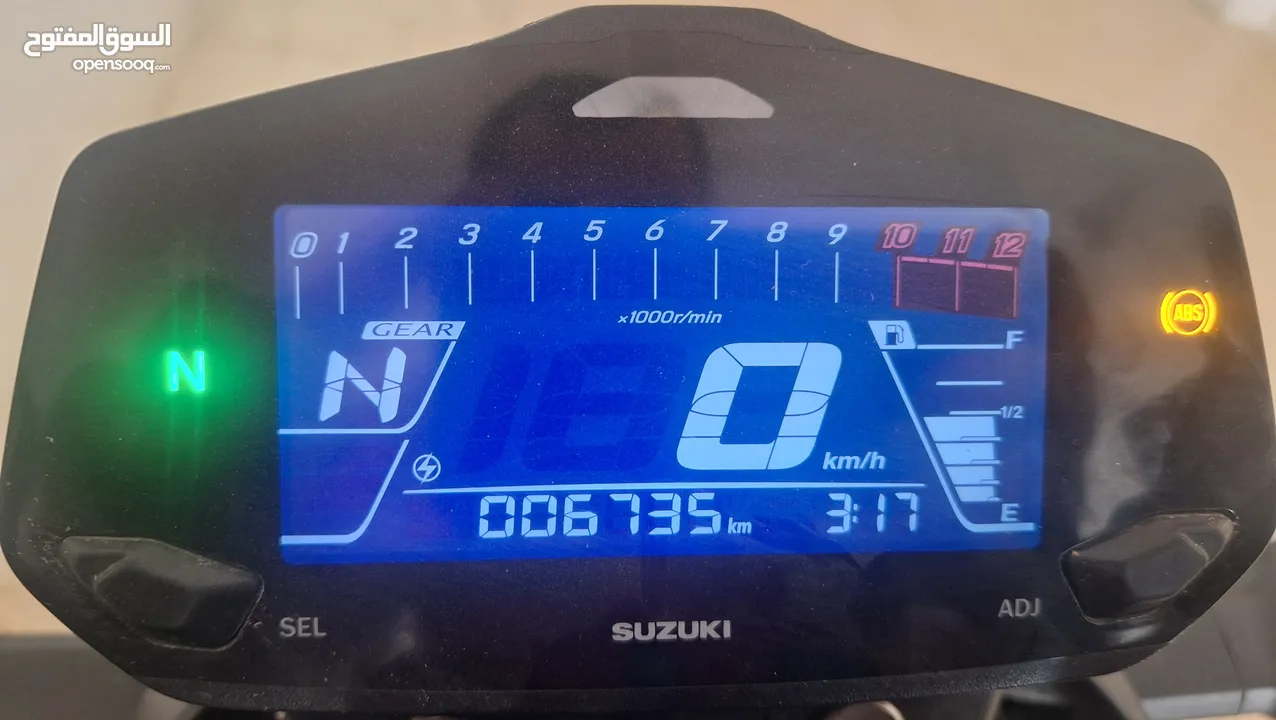 السوق المفتوح
opensooq.com
0 1 2 3 4 5 6 7 8 9 10 11 12
x1000r/min
GEAR
N
N
0 km/h
F
1/2
E
ABS
006735 km 3:17
SEL
SUZUKI
ADJ